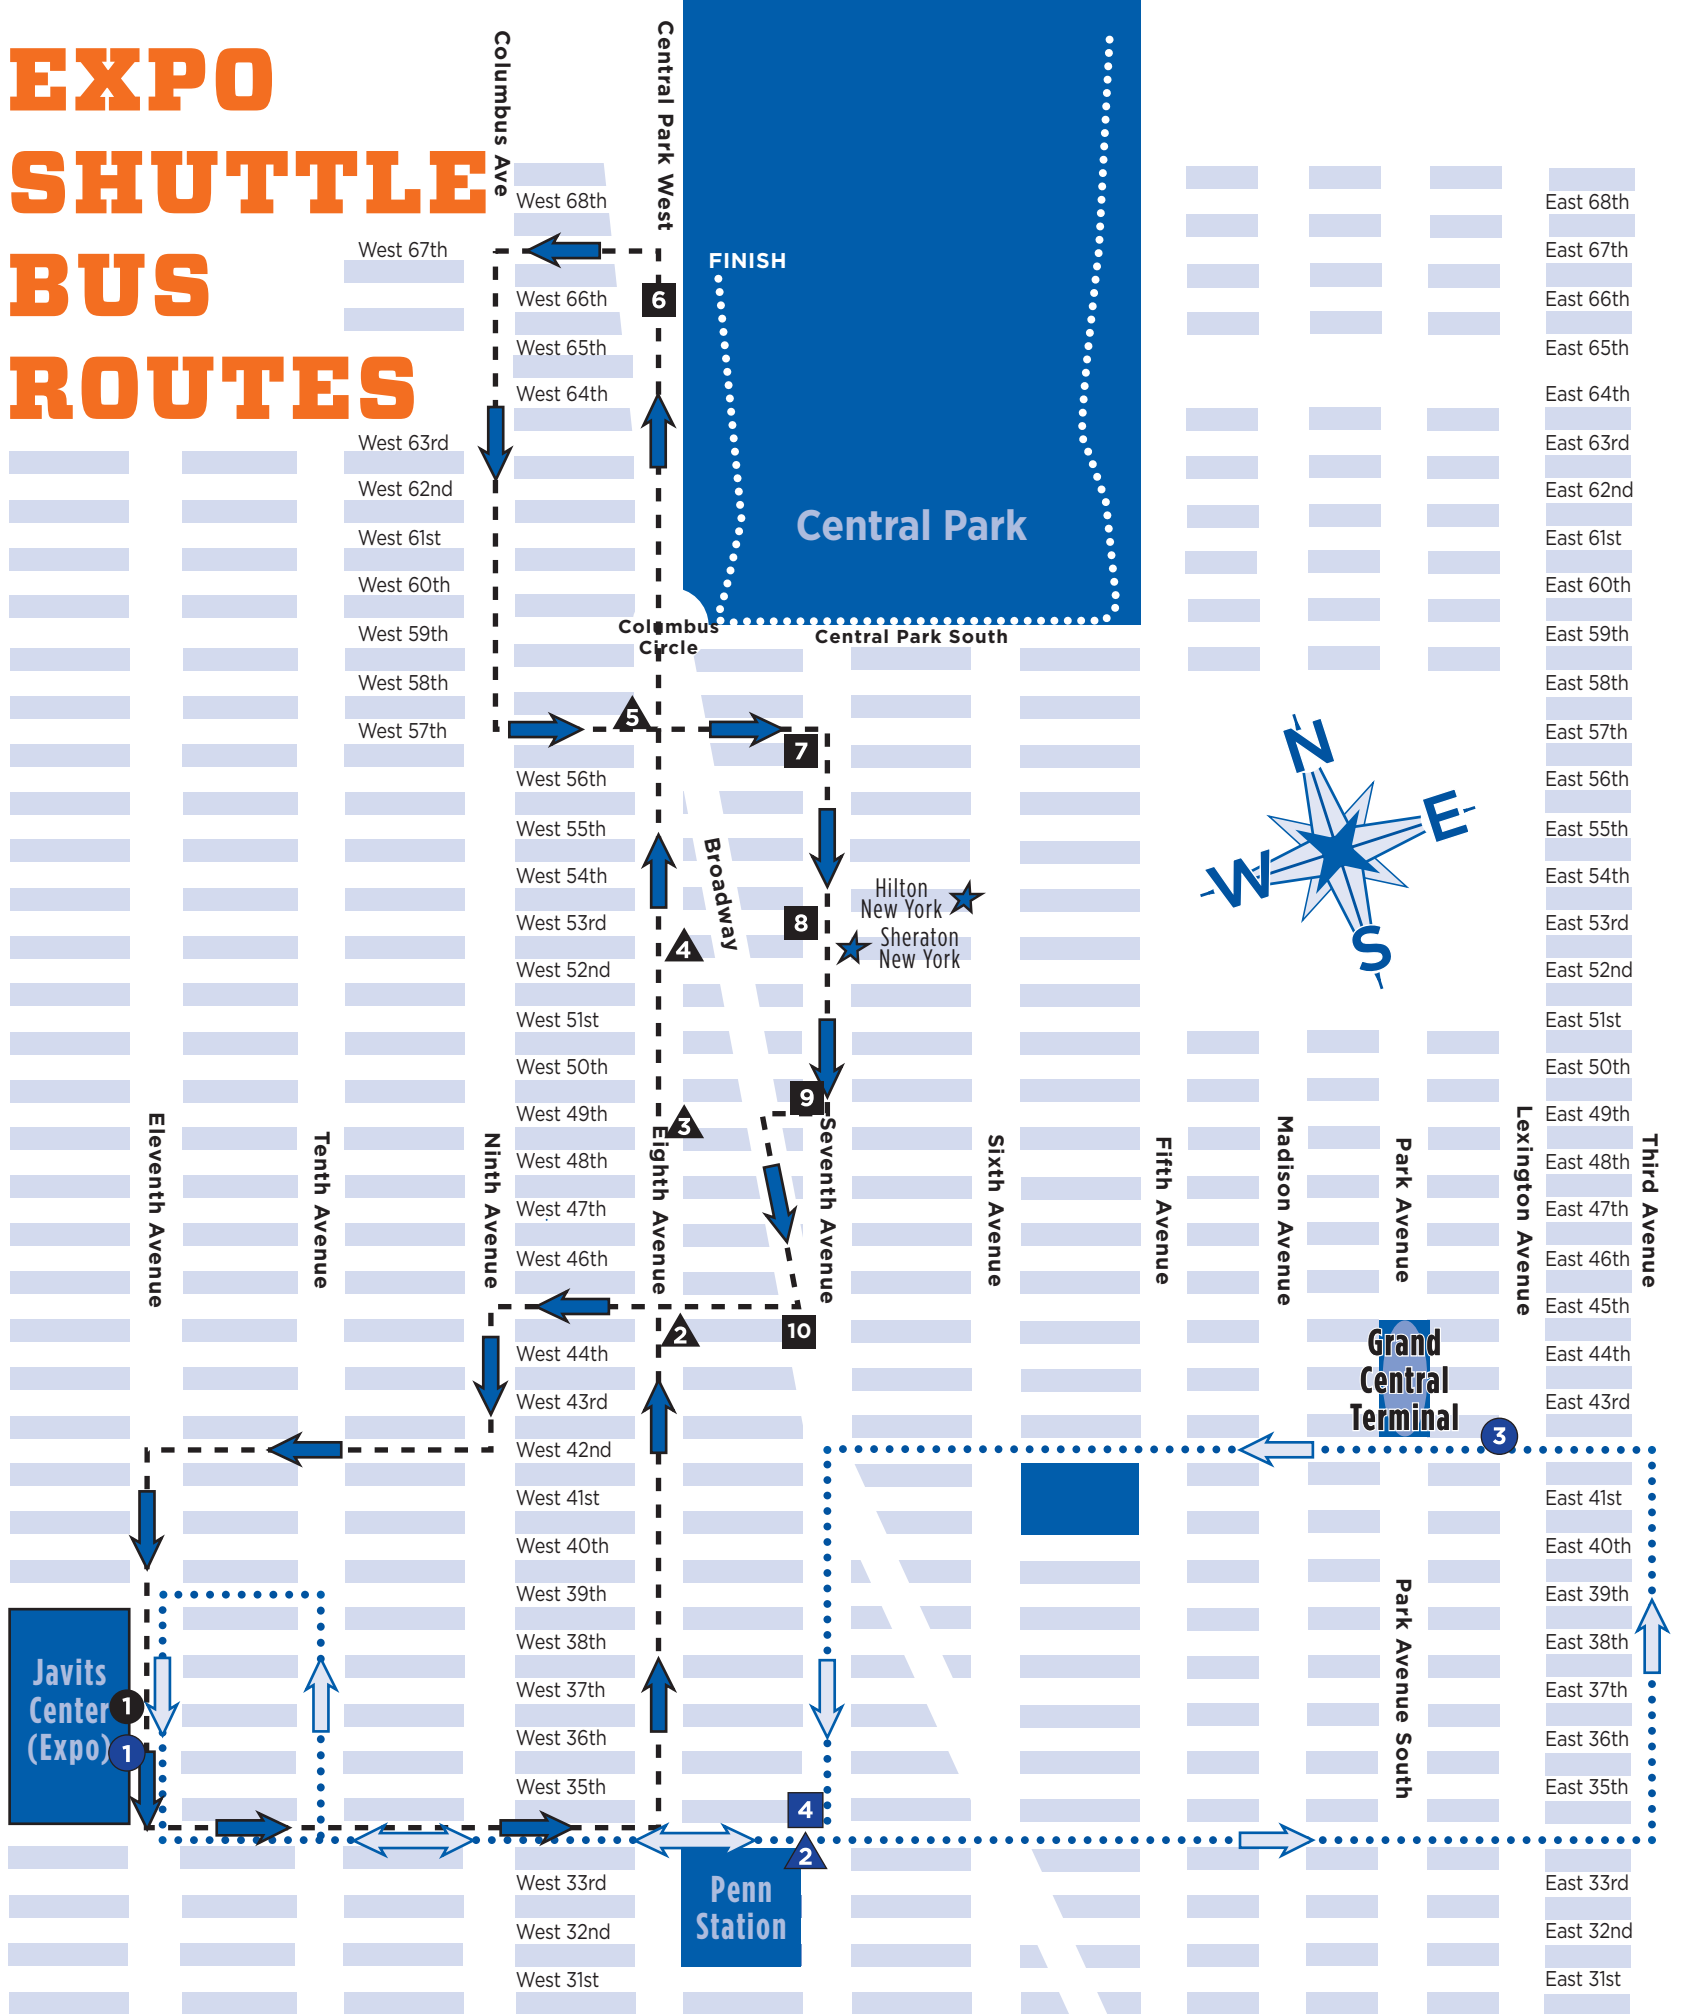 EXPO
SHUTTLE
BUS
ROUTES
Columbus Ave
Central Park West
West 68th
East 68th
West 67th
FINISH
East 67th
West 66th
6
East 66th
West 65th
East 65th
West 64th
East 64th
West 63rd
East 63rd
West 62nd
East 62nd
Central Park
West 61st
East 61st
West 60th
East 60th
Columbus
Circle
Central Park South
West 59th
East 59th
West 58th
East 58th
5
West 57th
East 57th
7
N
E
W
S
West 56th
East 56th
West 55th
East 55th
Broadway
West 54th
East 54th
Hilton
New York
8
West 53rd
East 53rd
Sheraton
New York
4
West 52nd
East 52nd
West 51st
East 51st
West 50th
East 50th
9
West 49th
East 49th
3
Eleventh Avenue
Tenth Avenue
Ninth Avenue
Eighth Avenue
Seventh Avenue
Sixth Avenue
Fifth Avenue
Madison Avenue
Park Avenue
Lexington Avenue
Third Avenue
West 48th
East 48th
West 47th
East 47th
West 46th
East 46th
East 45th
2
10
Grand
Central
Terminal
West 44th
East 44th
West 43rd
East 43rd
3
West 42nd
West 41st
East 41st
West 40th
East 40th
West 39th
East 39th
Park Avenue South
West 38th
East 38th
Javits
Center
(Expo)
1
1
West 37th
East 37th
West 36th
East 36th
West 35th
East 35th
4
2
Penn
Station
West 33rd
East 33rd
West 32nd
East 32nd
West 31st
East 31st